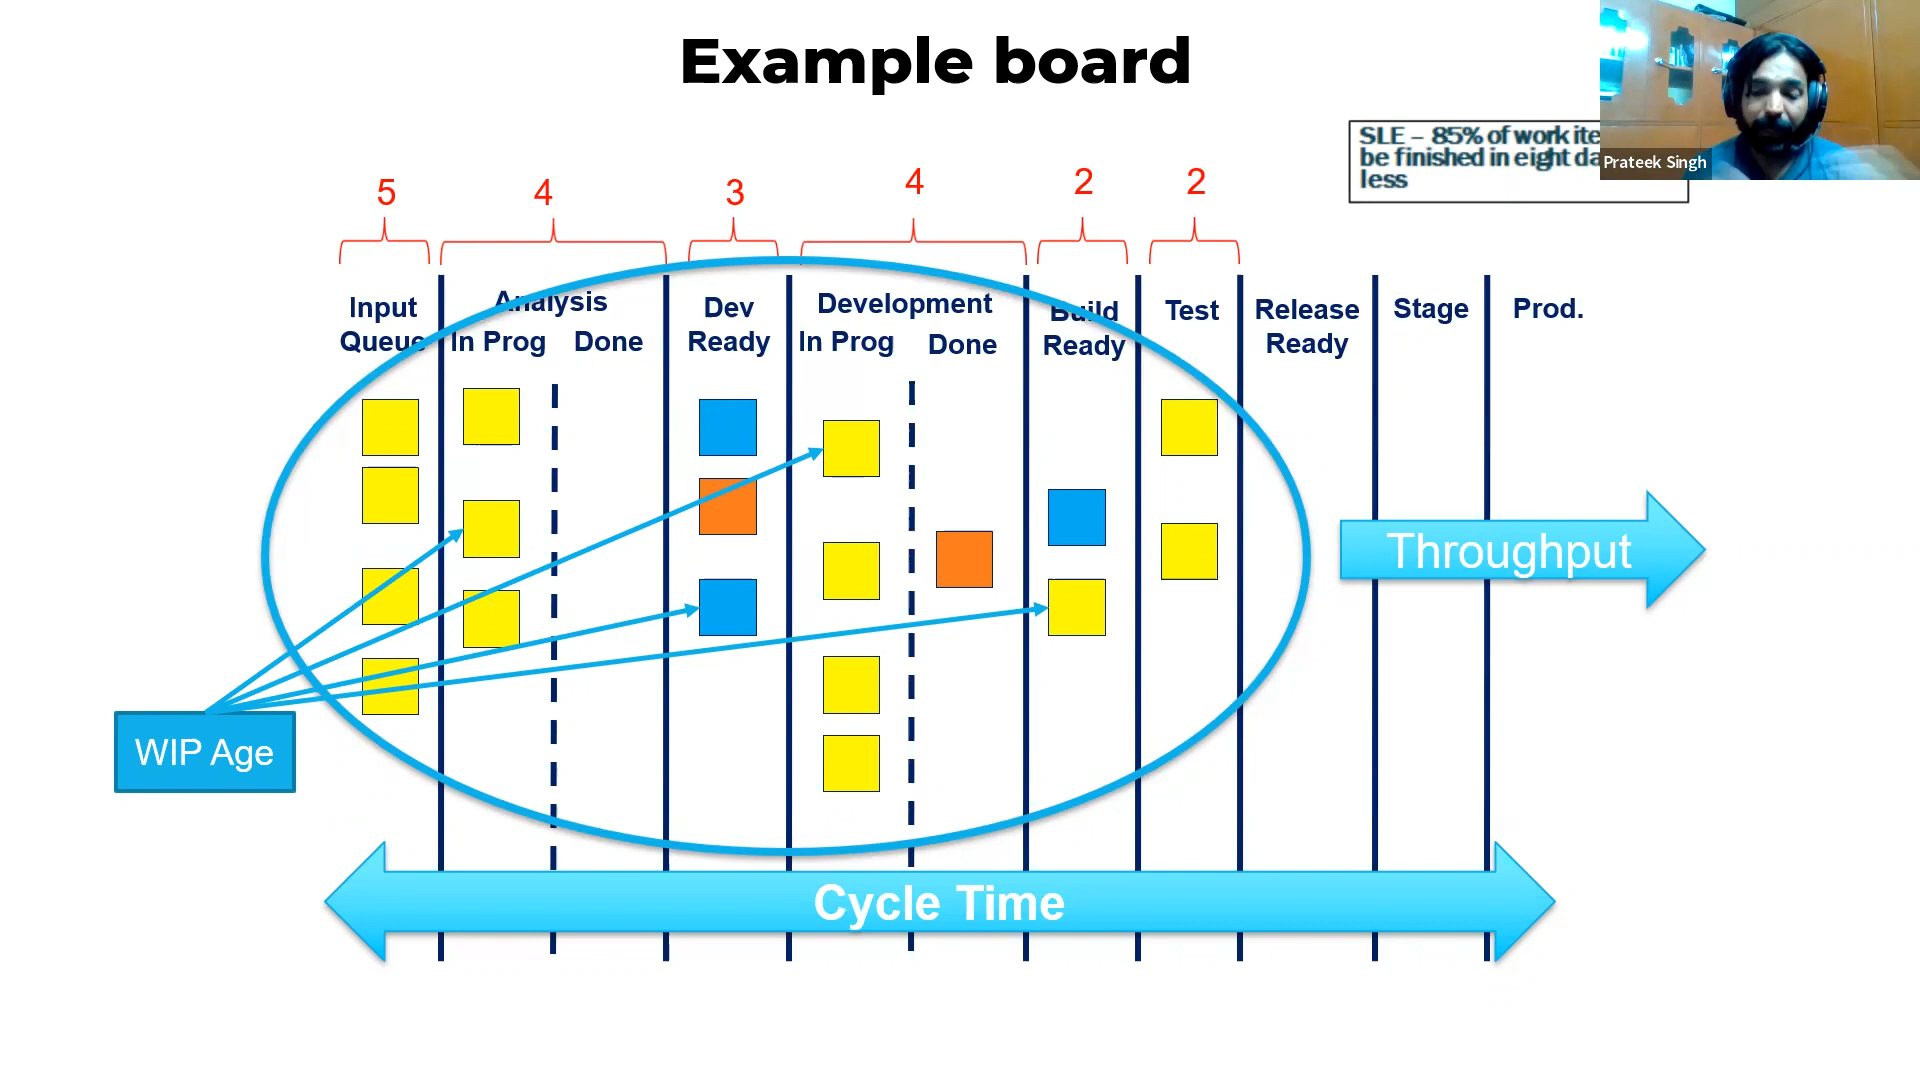 Example board
SLE – 85% of work
be finished in eight
less
Prateek Singh
5
4
3
4
2
2
Input
Queue
Analysis
In Prog
Done
Dev
Ready
Development
In Prog
Done
Build
Ready
Test
Release
Ready
Stage
Prod.
Throughput
WIP Age
Cycle Time